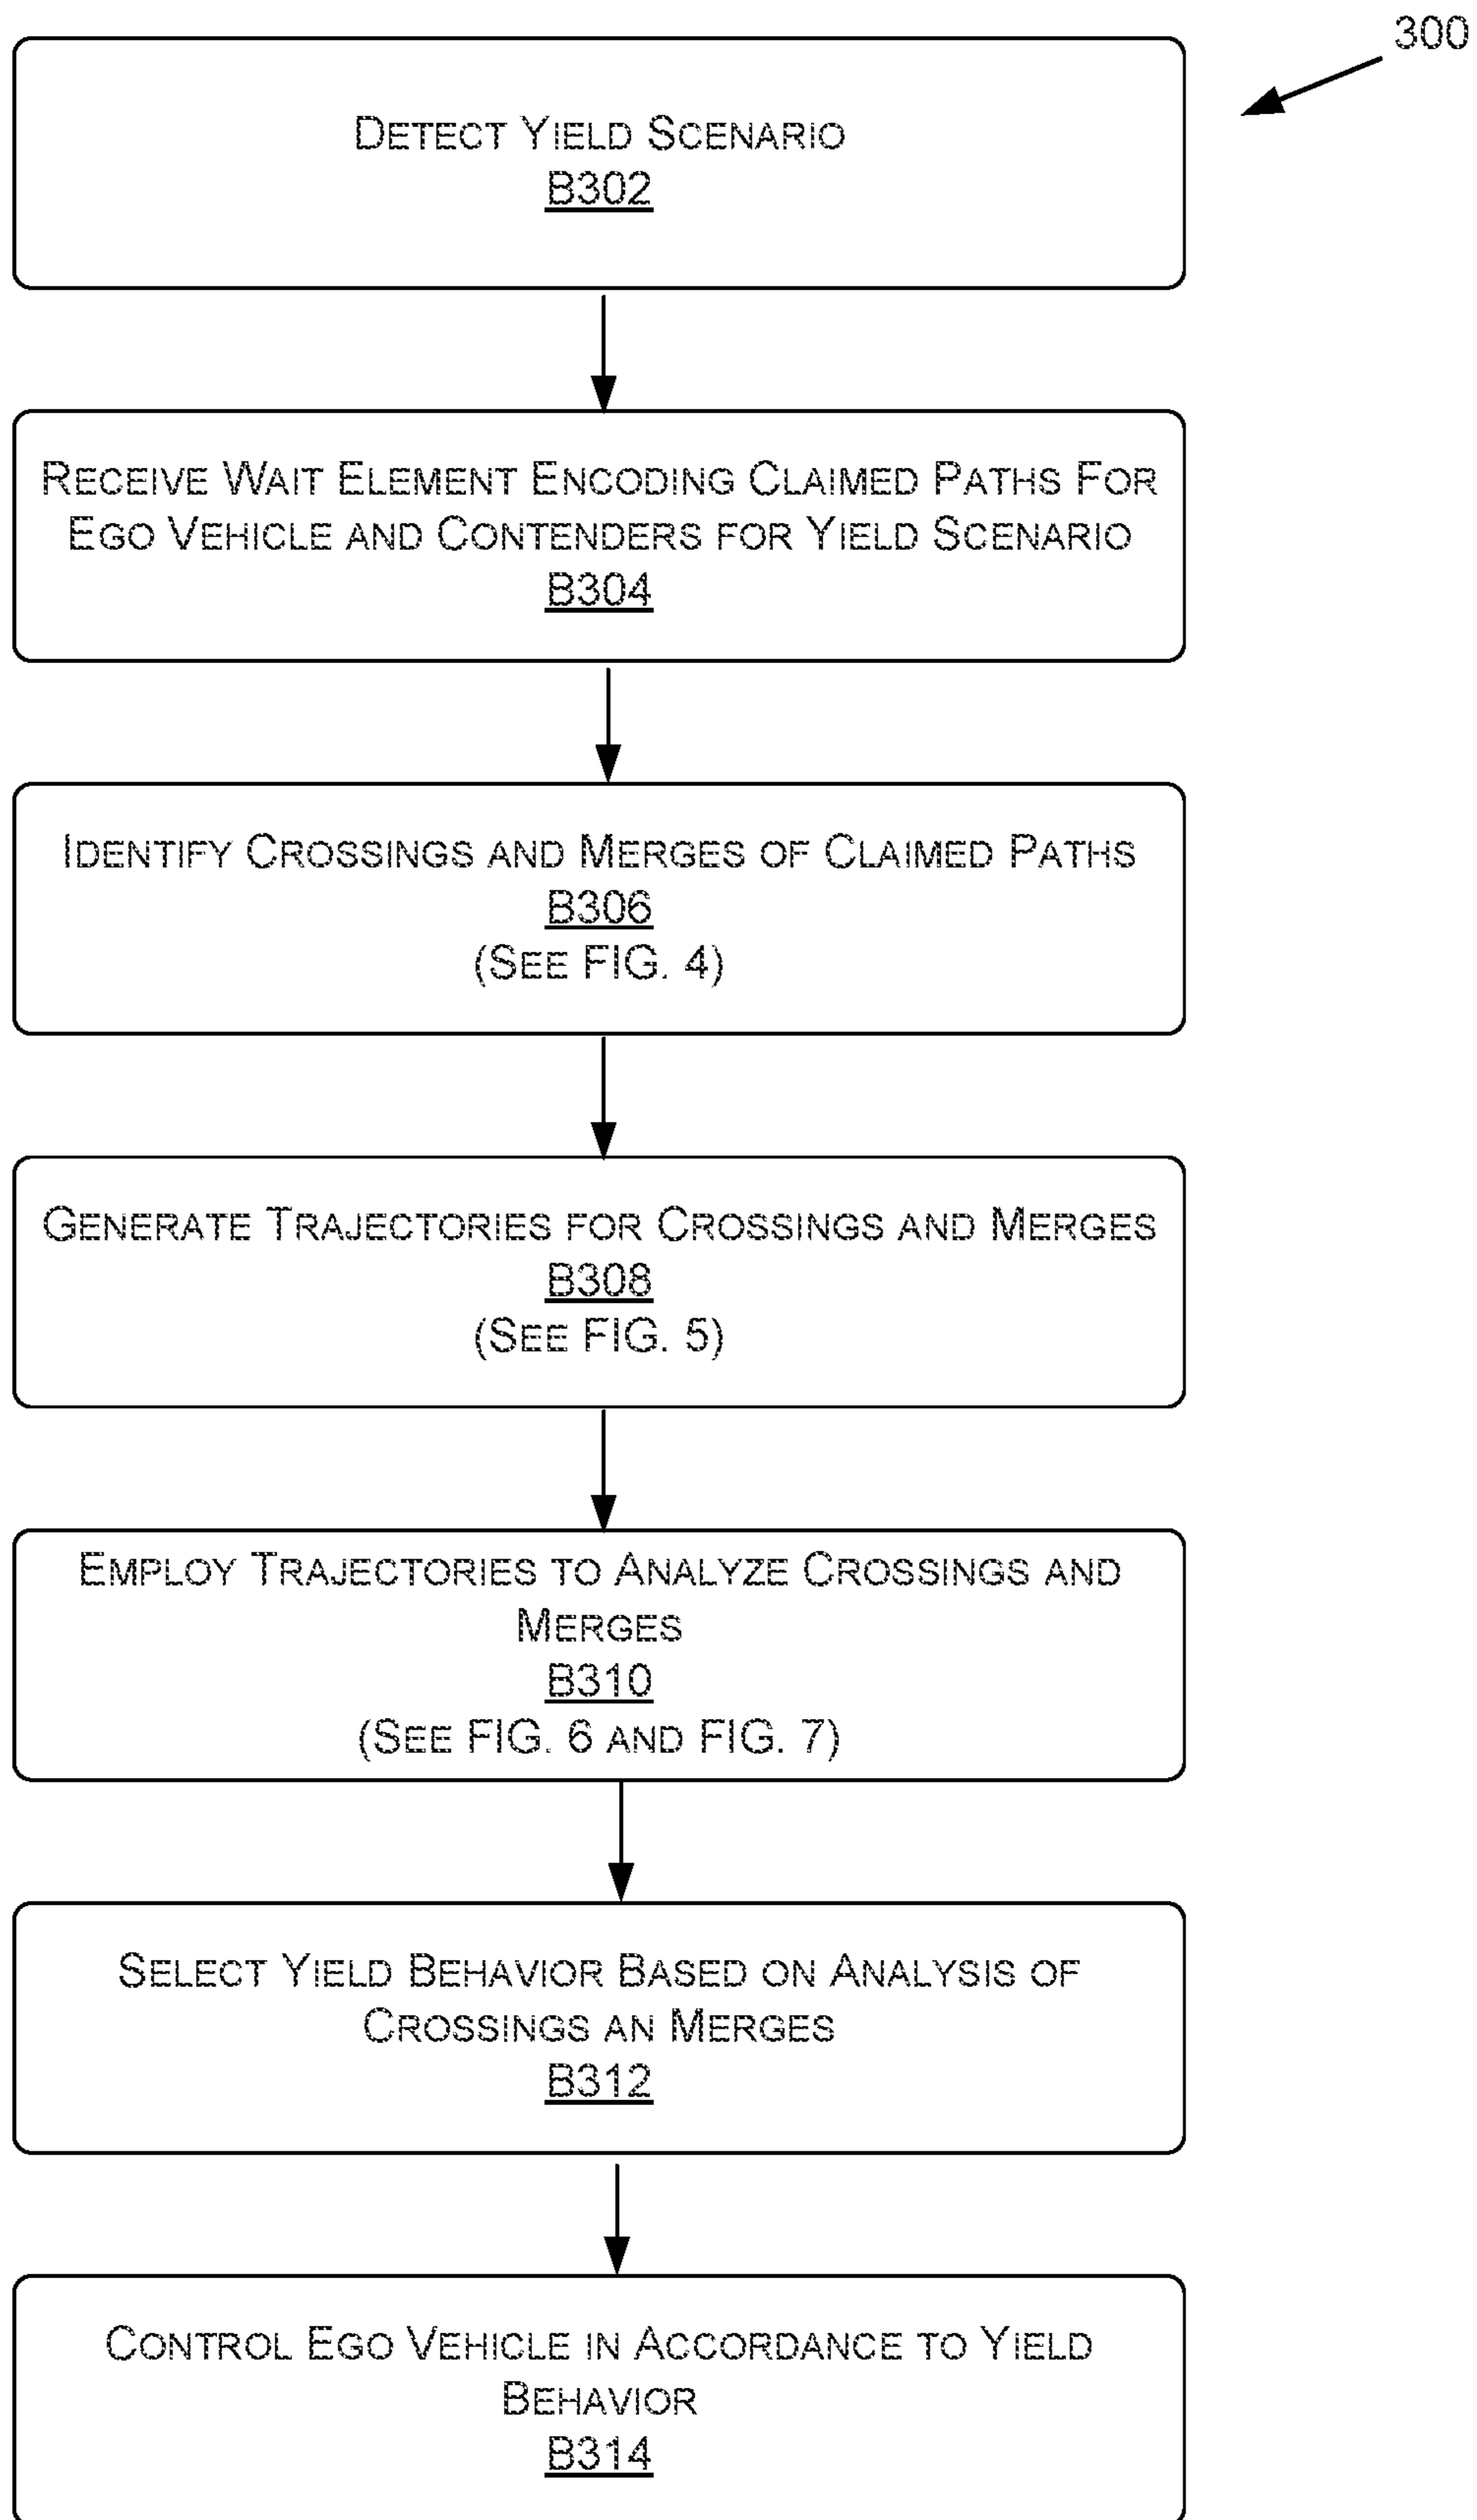 300
DETECT YIELD SCENARIO
B302
RECEIVE WAIT ELEMENT ENCODING CLAIMED PATHS FOR
EGO VEHICLE AND CONTENDERS FOR YIELD SCENARIO
B304
IDENTIFY CROSSINGS AND MERGES OF CLAIMED PATHS
B306
(SEE FIG. 4)
GENERATE TRAJECTORIES FOR CROSSINGS AND MERGES
B308
(SEE FIG. 5)
EMPLOY TRAJECTORIES TO ANALYZE CROSSINGS AND
MERGES
B310
(SEE FIG. 6 AND FIG. 7)
SELECT YIELD BEHAVIOR BASED ON ANALYSIS OF
CROSSINGS AN MERGES
B312
CONTROL EGO VEHICLE IN ACCORDANCE TO YIELD
BEHAVIOR
B314